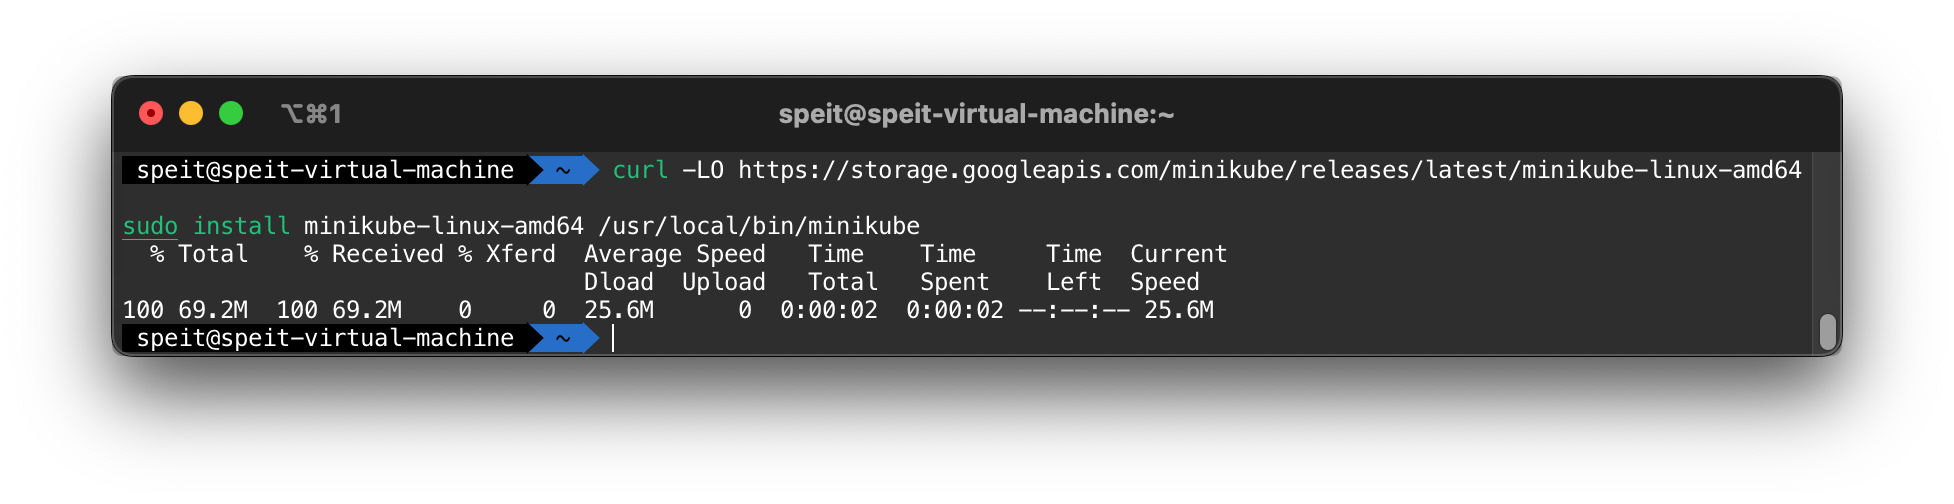 ⌥⌘1 speit@speit-virtual-machine:~
speit@speit-virtual-machine ~ curl -LO https://storage.googleapis.com/minikube/releases/latest/minikube-linux-amd64
sudo install minikube-linux-amd64 /usr/local/bin/minikube
  % Total    % Received % Xferd  Average Speed   Time    Time     Time  Current
                                 Dload  Upload   Total   Spent    Left  Speed
100 69.2M  100 69.2M    0     0  25.6M      0  0:00:02  0:00:02 --:--:-- 25.6M
speit@speit-virtual-machine ~